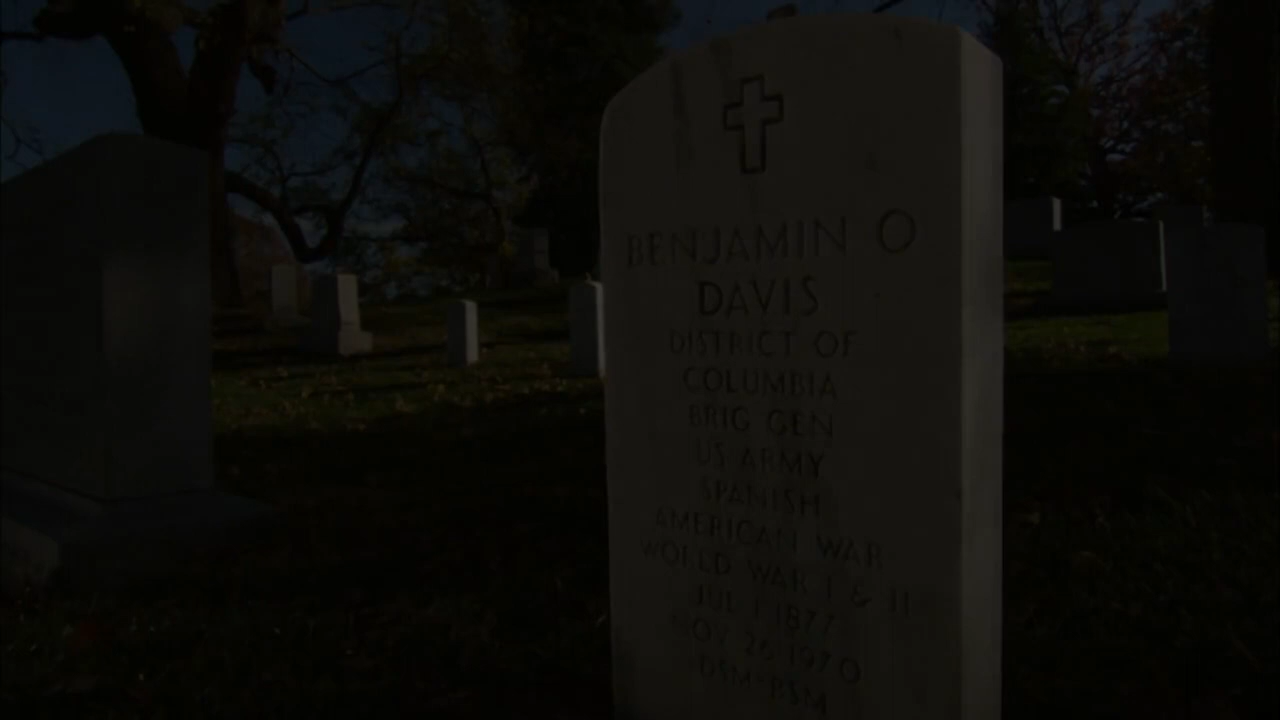 BENJAMIN O
DAVIS
DISTRICT OF
COLUMBIA
BRIG GEN
US ARMY
SPANISH
AMERICAN WAR
WORLD WAR I & II
JUL 1 1877
NOV 26 1970
DSM-BSM